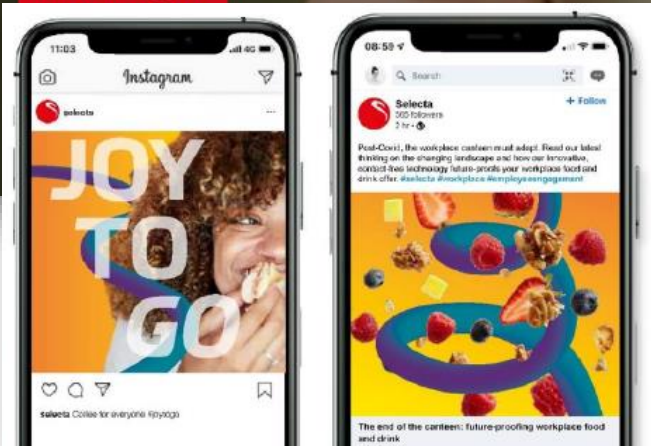 11:03
4G
Instagram
selecta
JOY
TO
GO
selecta Coffee for everyone #joytogo
08:59
Search
Selecta
565 followers
2 hr
+ Follow
Post-Covid, the workplace canteen must adapt. Read our latest
thinking on the changing landscape and how our innovative,
contact-free technology future-proofs your workplace food and
drink offer. #selecta #workplace #employeeengagement
The end of the canteen: future-proofing workplace food
and drink